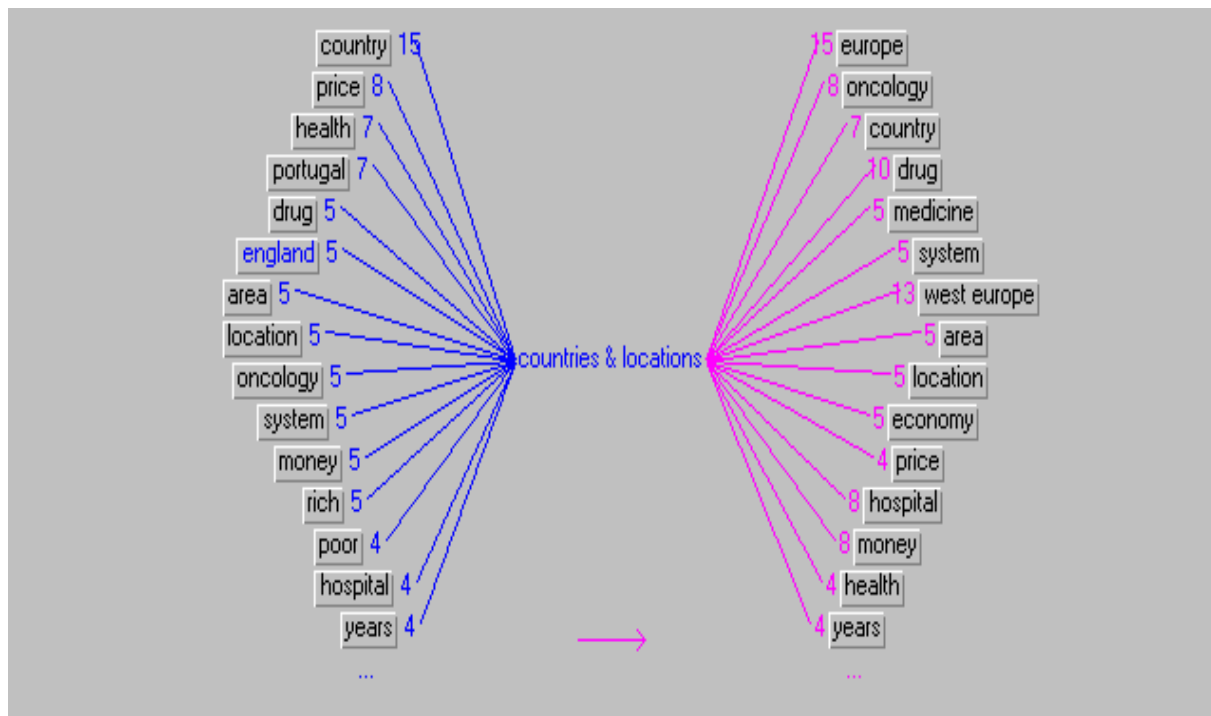 country 15
price 8
health 7
portugal 7
drug 5
england 5
area 5
location 5
oncology 5
system 5
money 5
rich 5
poor 4
hospital 4
years 4
...
countries & locations
15 europe
8 oncology
7 country
10 drug
5 medicine
5 system
13 west europe
5 area
5 location
5 economy
4 price
8 hospital
8 money
4 health
4 years
...